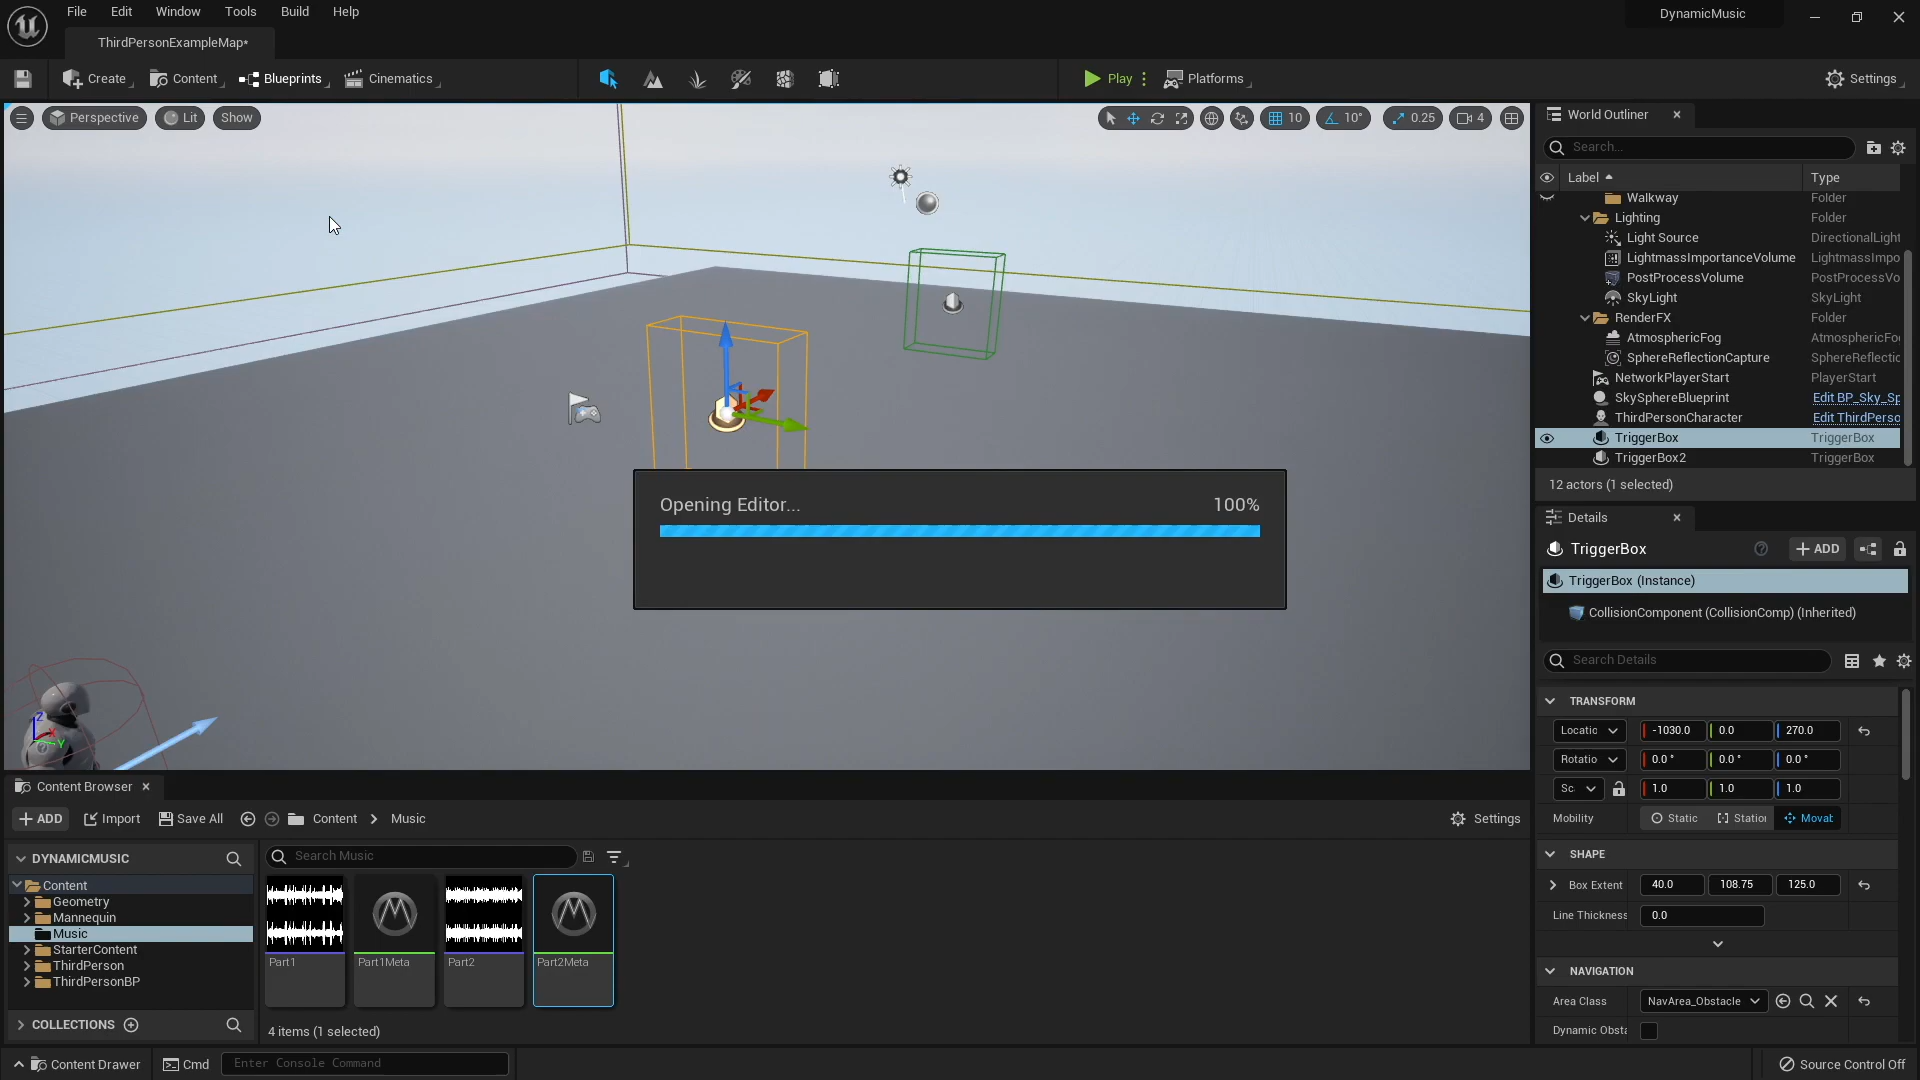 File Edit Window Tools Build Help
DynamicMusic
ThirdPersonExampleMap*
Create Content Blueprints Cinematics
Play Platforms
Settings
Perspective Lit Show
10 10° 0.25 4
World Outliner
Search...
Label Type
Walkway Folder
Lighting Folder
Light Source DirectionalLight
LightmassImportanceVolume LightmassImpo
PostProcessVolume PostProcessVo
SkyLight SkyLight
RenderFX Folder
AtmosphericFog AtmosphericFo
SphereReflectionCapture SphereReflectic
NetworkPlayerStart PlayerStart
SkySphereBlueprint Edit BP_Sky_Sp
ThirdPersonCharacter Edit ThirdPerso
TriggerBox TriggerBox
TriggerBox2 TriggerBox
12 actors (1 selected)
Opening Editor... 100%
Details
TriggerBox ADD
TriggerBox (Instance)
CollisionComponent (CollisionComp) (Inherited)
Search Details
TRANSFORM
Locatic -1030.0 0.0 270.0
Rotatio 0.0 ° 0.0 ° 0.0 °
Sc 1.0 1.0 1.0
Mobility Static Station Movab
SHAPE
Box Extent 40.0 108.75 125.0
Line Thickness 0.0
NAVIGATION
Area Class NavArea_Obstacle
Dynamic Obsta
Z
X
Y
Content Browser
ADD Import Save All Content Music
Settings
DYNAMICMUSIC
Search Music
Content
Geometry
Mannequin
Music
StarterContent
ThirdPerson
ThirdPersonBP
Part1 Part1Meta Part2 Part2Meta
COLLECTIONS
4 items (1 selected)
Content Drawer Cmd Enter Console Command
Source Control Off